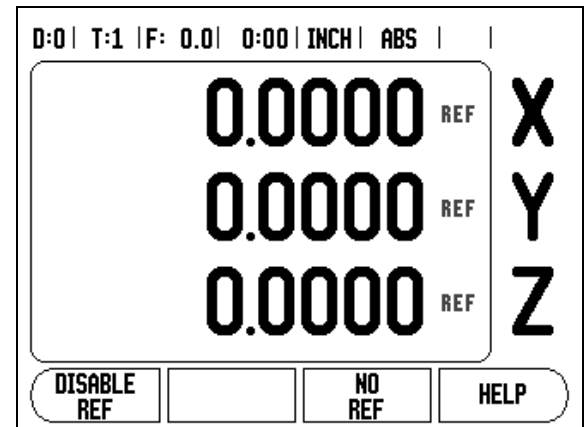 D:0 | T:1 | F: 0.0 | 0:00 | INCH | ABS | |
0.0000 REF X
0.0000 REF Y
0.0000 REF Z
DISABLE REF
NO REF
HELP